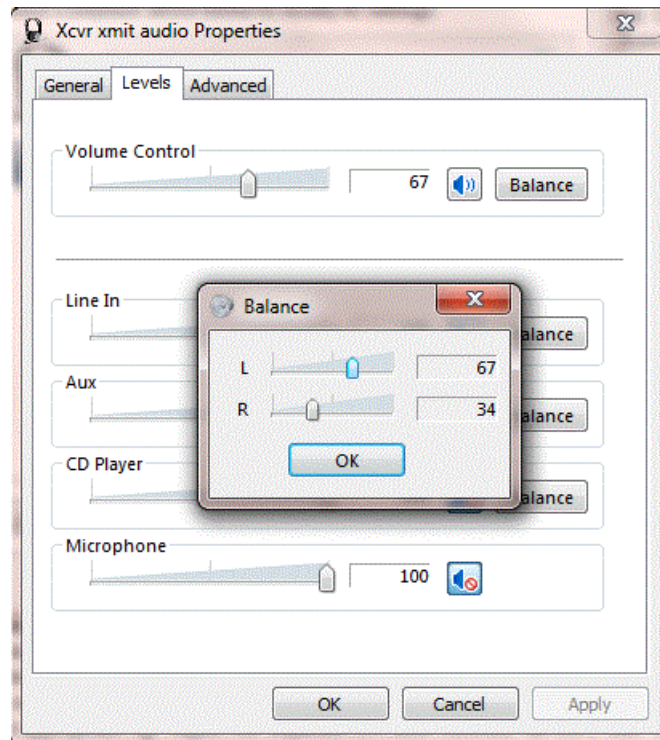 Xcvr xmit audio Properties
General Levels Advanced
Volume Control
67 Balance
Line In
Balance
L 67
R 34
OK
alance
Aux
alance
CD Player
alance
Microphone
100
OK Cancel Apply